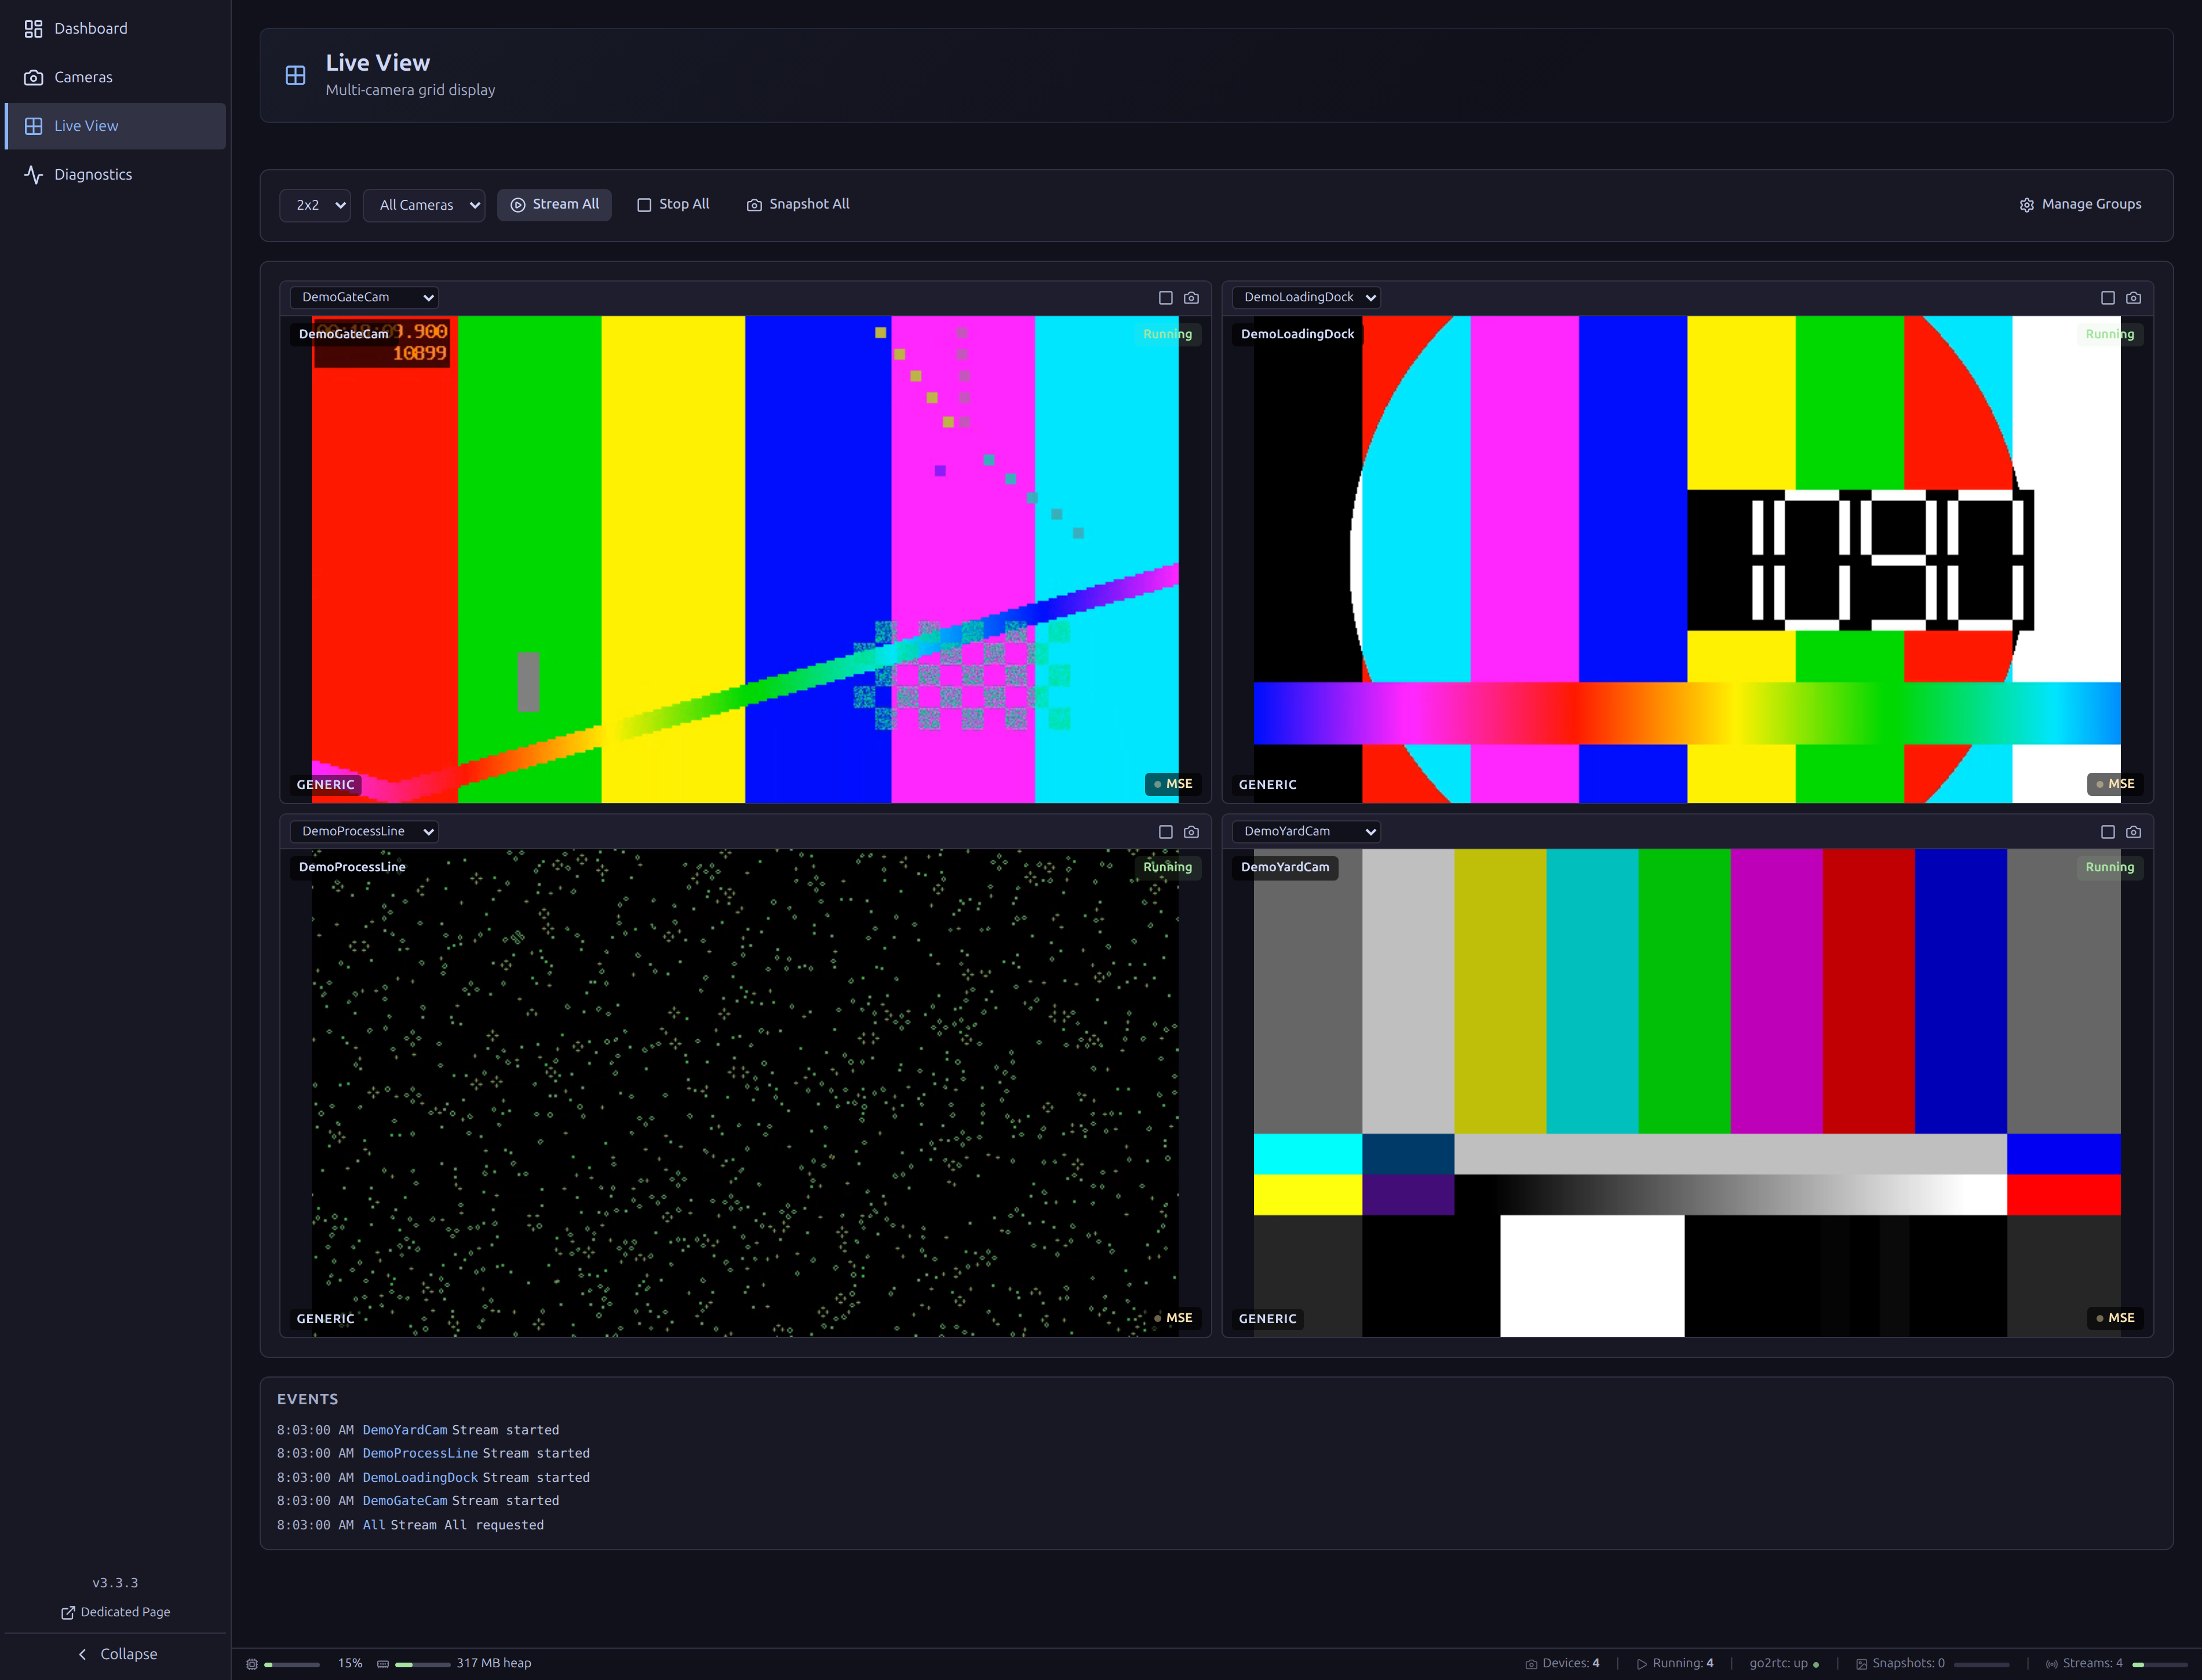 Dashboard
Cameras
Live View
Diagnostics
Live View
Multi-camera grid display
2x2
All Cameras
Stream All
Stop All
Snapshot All
Manage Groups
DemoGateCam
DemoGateCam
9.900
10899
Running
GENERIC
MSE
DemoLoadingDock
DemoLoadingDock
Running
1090
GENERIC
MSE
DemoProcessLine
DemoProcessLine
Running
GENERIC
MSE
DemoYardCam
DemoYardCam
Running
GENERIC
MSE
EVENTS
8:03:00 AM DemoYardCam Stream started
8:03:00 AM DemoProcessLine Stream started
8:03:00 AM DemoLoadingDock Stream started
8:03:00 AM DemoGateCam Stream started
8:03:00 AM All Stream All requested
v3.3.3
Dedicated Page
Collapse
15%
317 MB heap
Devices: 4
Running: 4
go2rtc: up
Snapshots: 0
Streams: 4